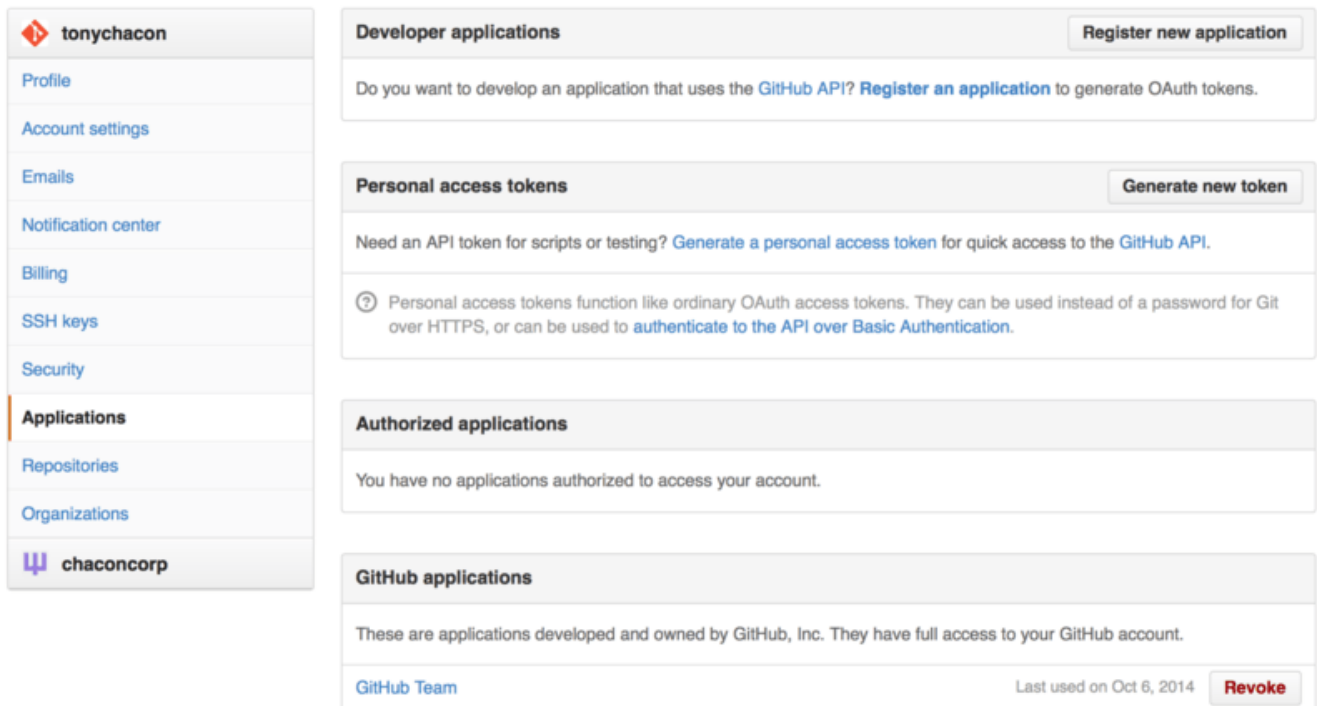 tonychacon
Profile
Account settings
Emails
Notification center
Billing
SSH keys
Security
Applications
Repositories
Organizations
chaconcorp
Developer applications
Register new application
Do you want to develop an application that uses the GitHub API? Register an application to generate OAuth tokens.
Personal access tokens
Generate new token
Need an API token for scripts or testing? Generate a personal access token for quick access to the GitHub API.
Personal access tokens function like ordinary OAuth access tokens. They can be used instead of a password for Git
over HTTPS, or can be used to authenticate to the API over Basic Authentication.
Authorized applications
You have no applications authorized to access your account.
GitHub applications
These are applications developed and owned by GitHub, Inc. They have full access to your GitHub account.
GitHub Team
Last used on Oct 6, 2014
Revoke